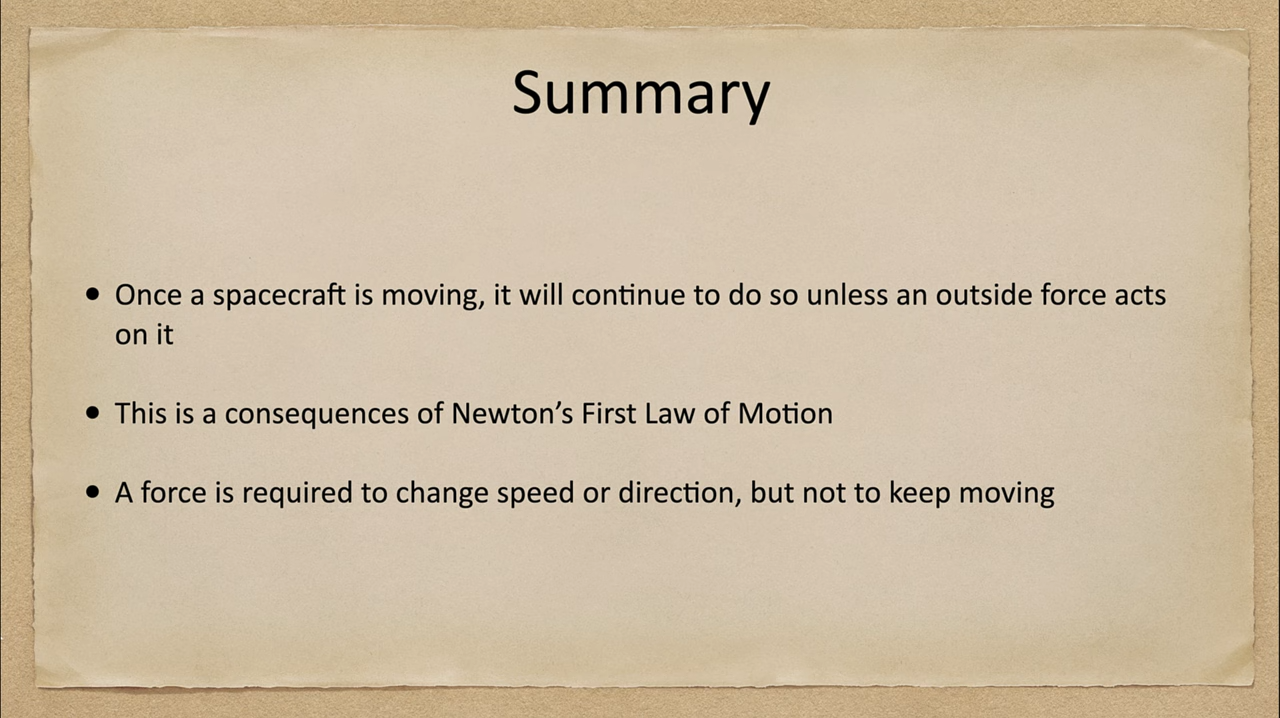 Summary
• Once a spacecraft is moving, it will continue to do so unless an outside force acts
on it
• This is a consequences of Newton’s First Law of Motion
• A force is required to change speed or direction, but not to keep moving